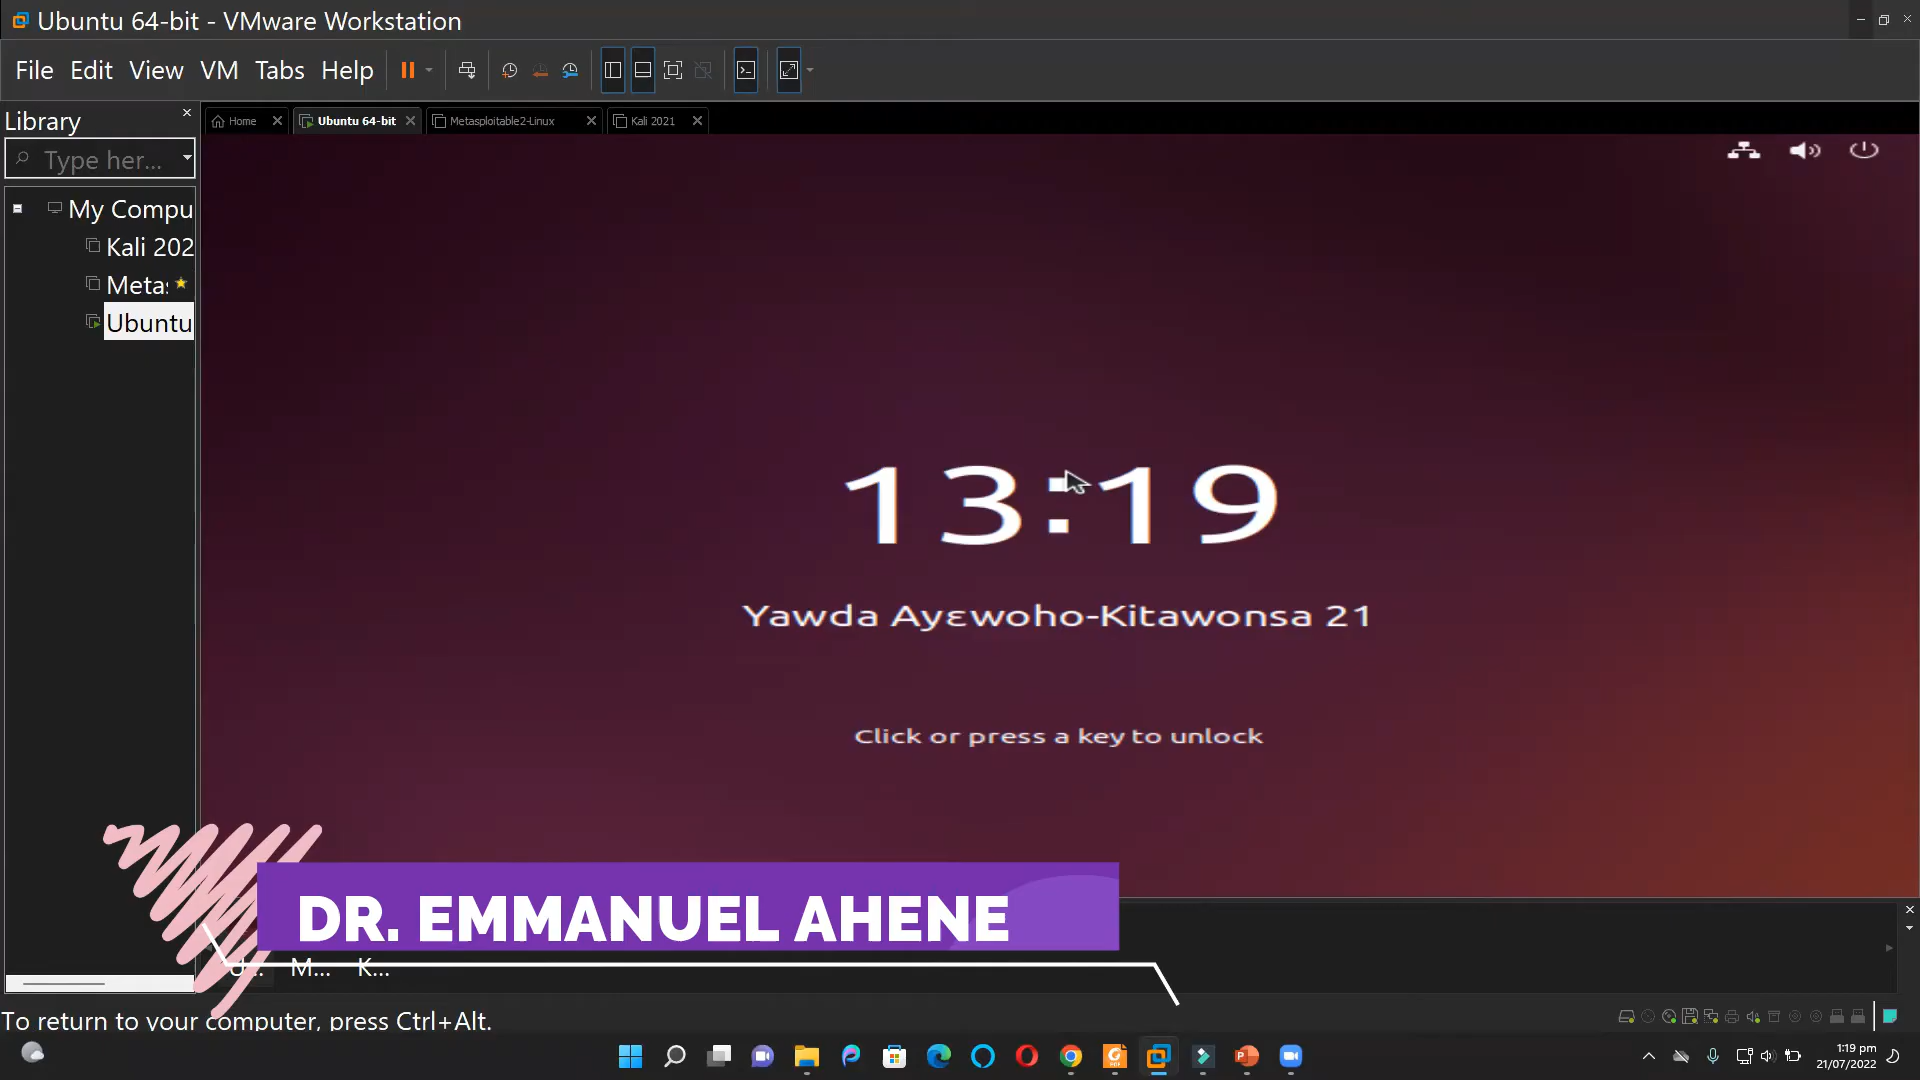 Ubuntu 64-bit - VMware Workstation
File Edit View VM Tabs Help
Library
Home
Ubuntu 64-bit
Metasploitable2-Linux
Kali 2021
Type her...
My Compu
Kali 202
Metas
Ubuntu
13:19
Yawda Ayɛwoho-Kitawonsa 21
Click or press a key to unlock
DR. EMMANUEL AHENE
U... M... K...
To return to your computer, press Ctrl+Alt.
1:19 pm
21/07/2022